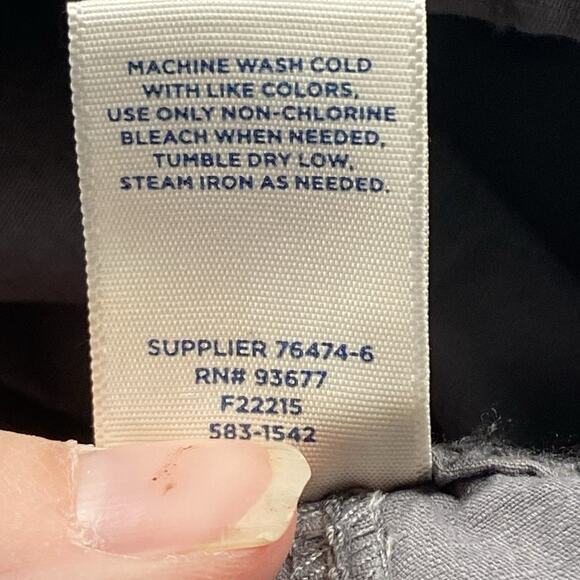 MACHINE WASH COLD
WITH LIKE COLORS,
USE ONLY NON-CHLORINE
BLEACH WHEN NEEDED,
TUMBLE DRY LOW,
STEAM IRON AS NEEDED.
SUPPLIER 76474-6
RN# 93677
F22215
583-1542